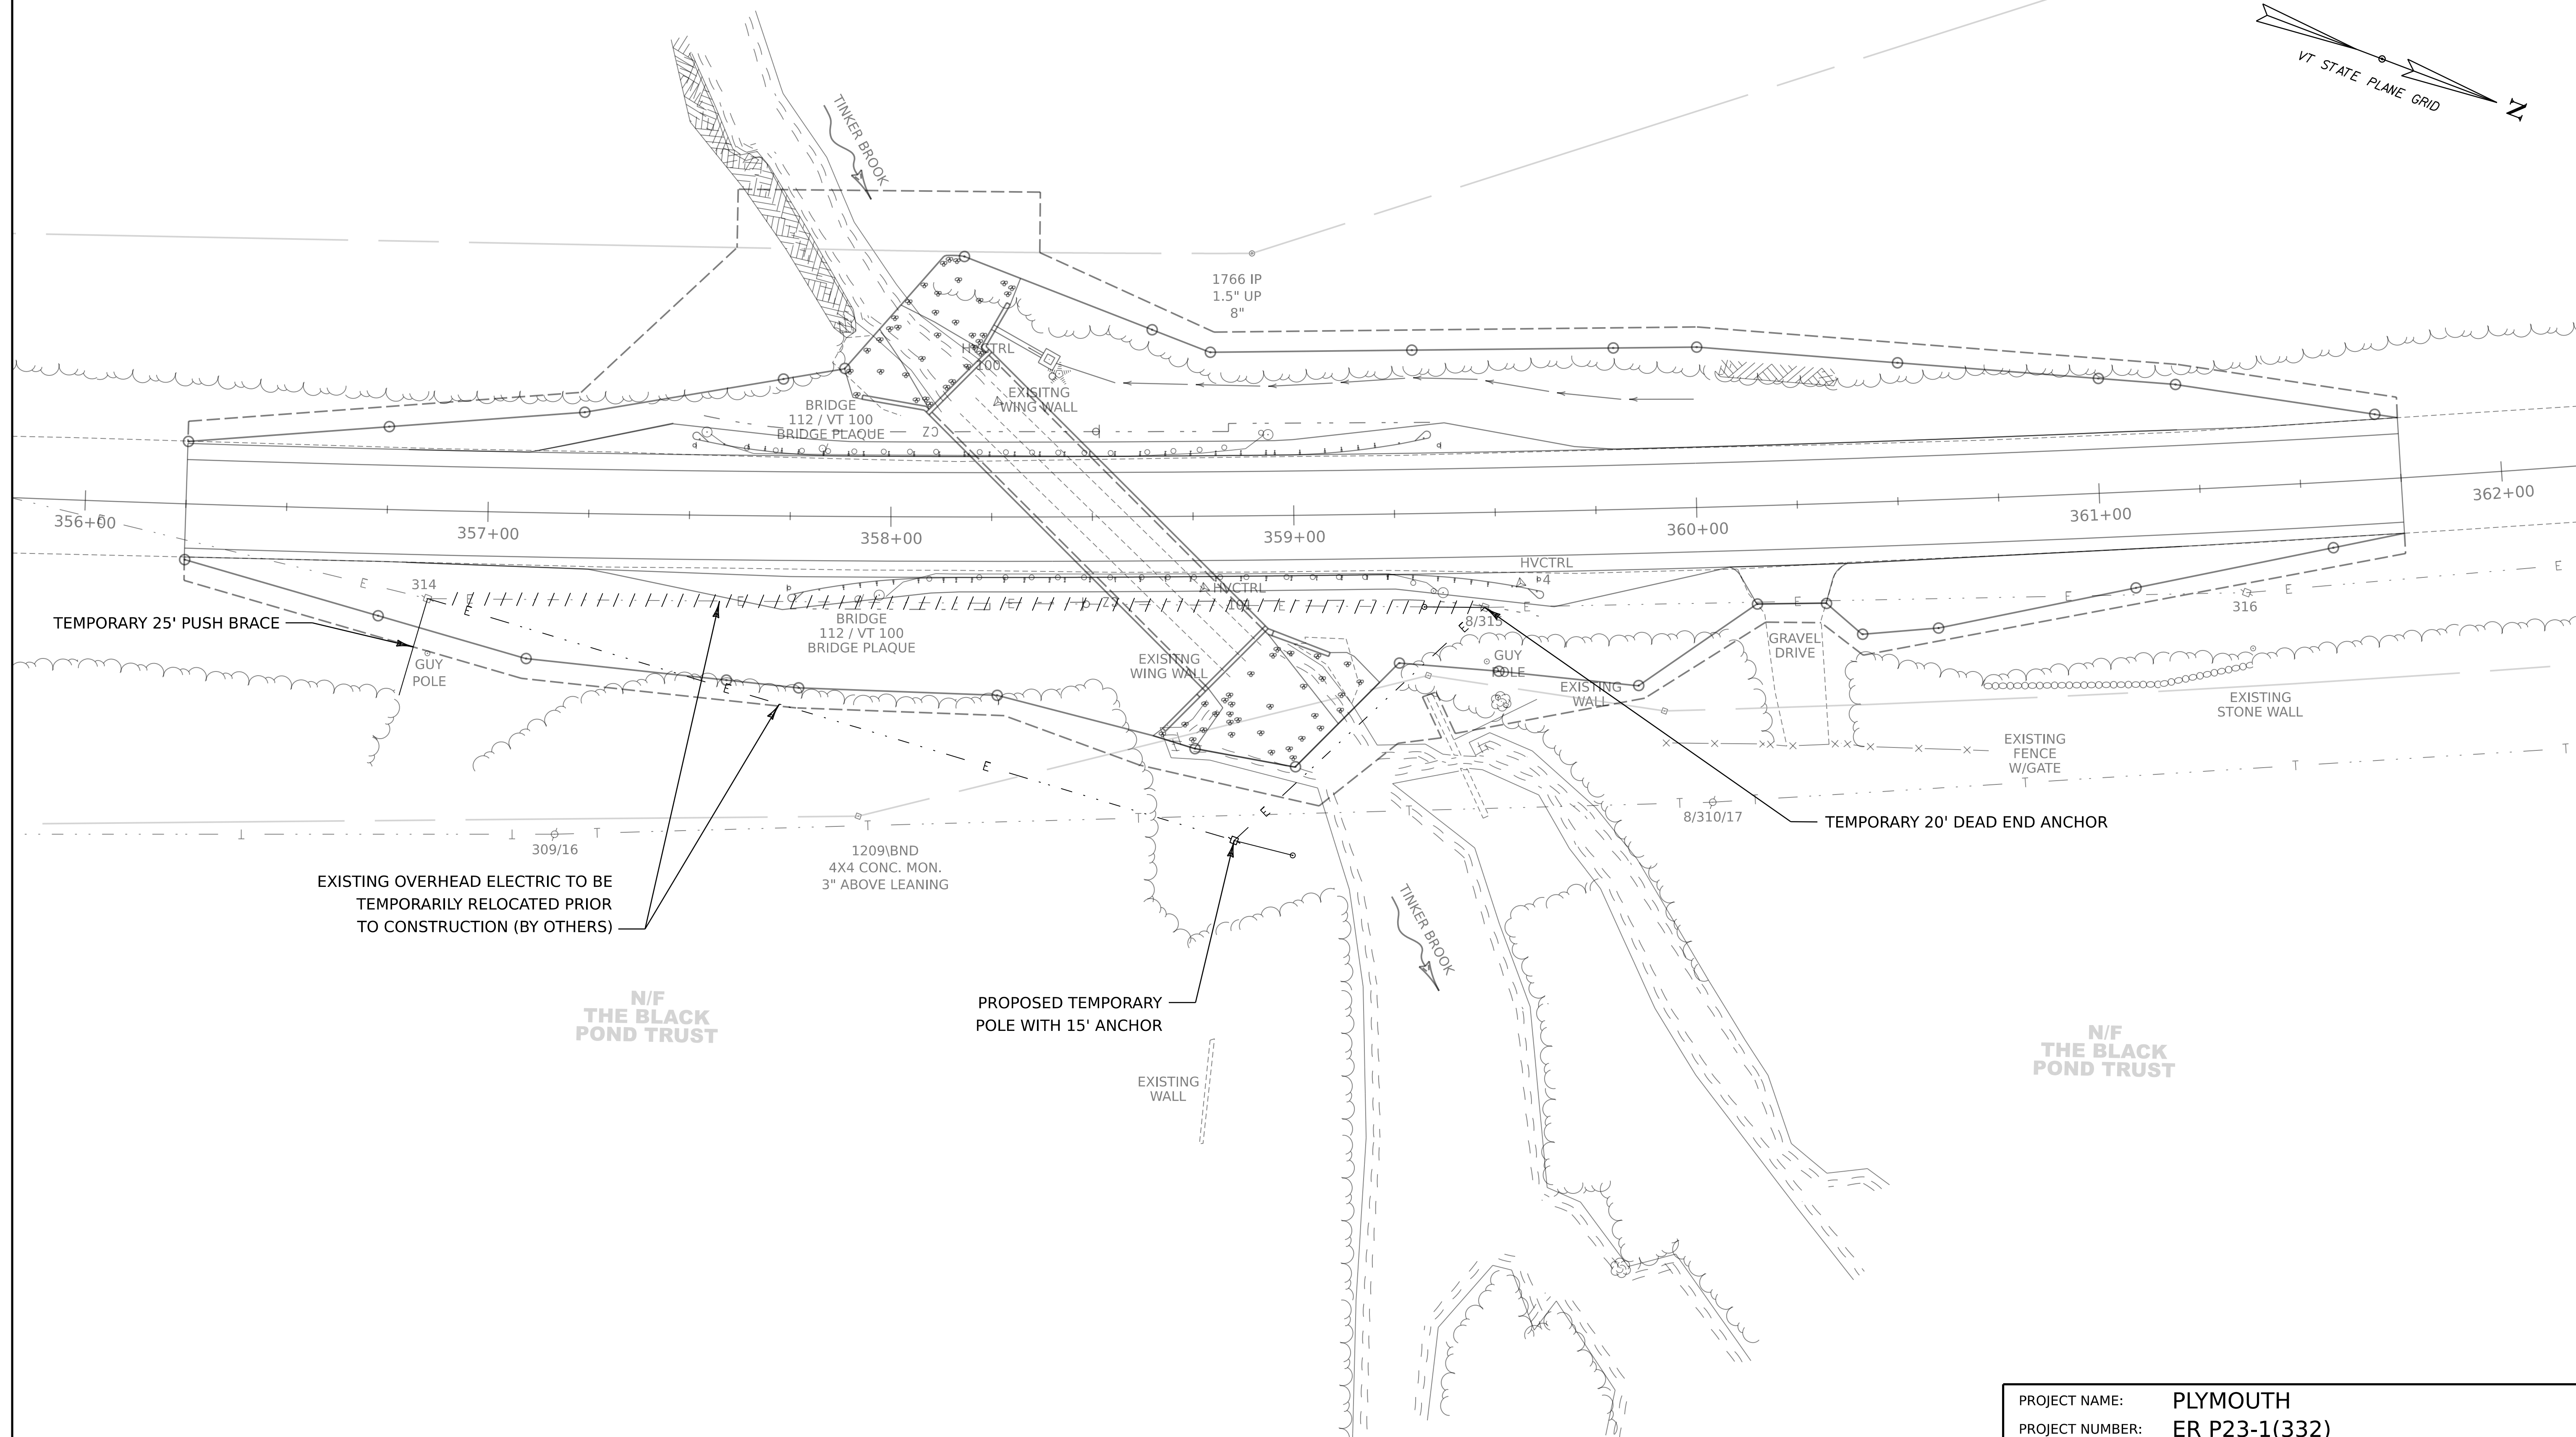 VT STATE PLANE GRID
N
TINKER BROOK
1766 IP
1.5" UP
8"
HVCTRL
100
EXISITNG
WING WALL
BRIDGE
112 / VT 100
BRIDGE PLAQUE
CZ
356+00
357+00
358+00
359+00
360+00
361+00
362+00
E
E
E
E
E
E
E
E
E
E
E
E
314
TEMPORARY 25' PUSH BRACE
GUY
POLE
BRIDGE
112 / VT 100
BRIDGE PLAQUE
CZ
HVCTRL
101
HVCTRL
4
8/315
316
EXISITNG
WING WALL
GUY
POLE
GRAVEL
DRIVE
EXISTING
WALL
EXISTING
STONE WALL
EXISTING
FENCE
W/GATE
E
E
E
E
T
T
T
T
T
T
T
T
T
T
T
309/16
8/310/17
TEMPORARY 20' DEAD END ANCHOR
1209\BND
4X4 CONC. MON.
3" ABOVE LEANING
EXISTING OVERHEAD ELECTRIC TO BE
TEMPORARILY RELOCATED PRIOR
TO CONSTRUCTION (BY OTHERS)
TINKER BROOK
PROPOSED TEMPORARY
POLE WITH 15' ANCHOR
N/F
THE BLACK
POND TRUST
N/F
THE BLACK
POND TRUST
EXISTING
WALL
PROJECT NAME: PLYMOUTH
PROJECT NUMBER: ER P23-1(332)